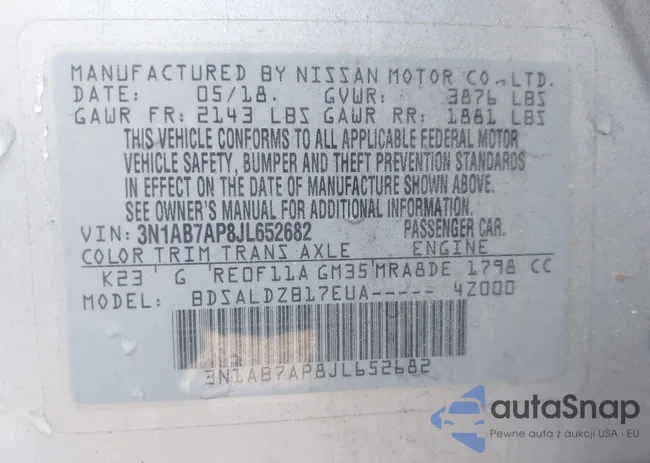 MANUFACTURED BY NISSAN MOTOR CO., LTD.
DATE: 05/18. GVWR: 3876 LBS
GAWR FR: 2143 LBS GAWR RR: 1881 LBS
THIS VEHICLE CONFORMS TO ALL APPLICABLE FEDERAL MOTOR
VEHICLE SAFETY, BUMPER AND THEFT PREVENTION STANDARDS
IN EFFECT ON THE DATE OF MANUFACTURE SHOWN ABOVE.
SEE OWNER'S MANUAL FOR ADDITIONAL INFORMATION.
VIN: 3N1AB7AP8JL652682 PASSENGER CAR.
COLOR TRIM TRANS AXLE ENGINE
K23 G RE0F11A GM35 MRA8DE 1798 CC
MODEL: BDSALDZB17EUA----- 4Z000
3N1AB7AP8JL652682
autaSnap
Pewne auta z aukcji USA i EU